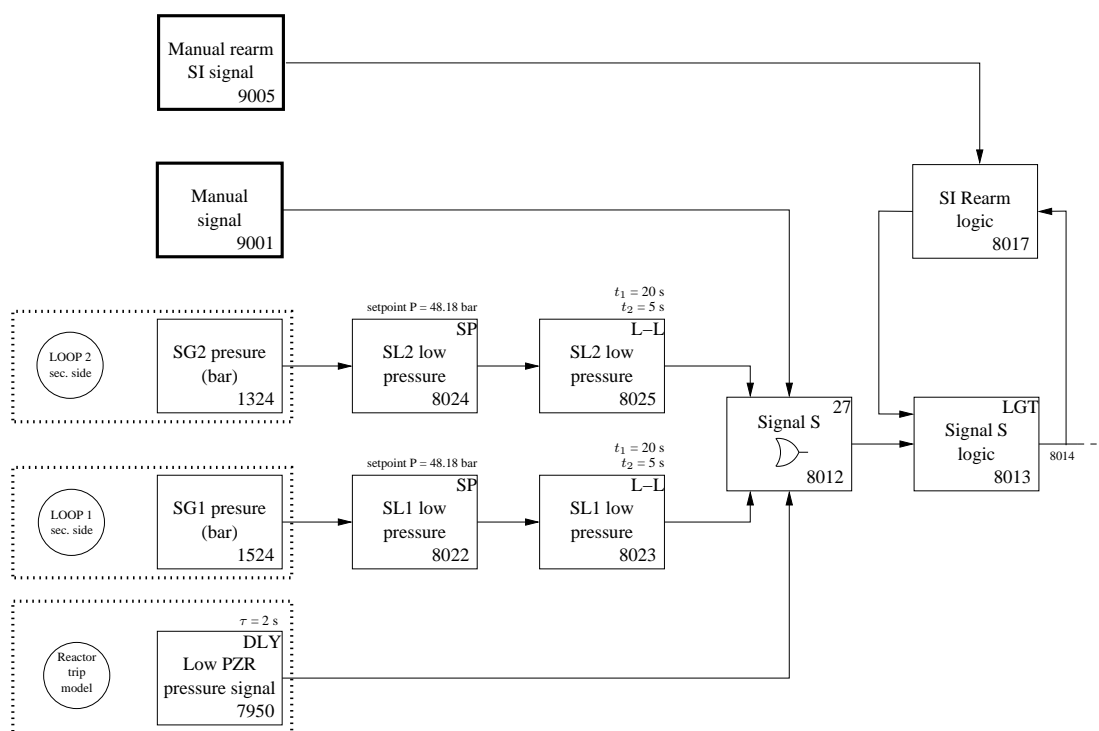 Manual rearm
SI signal
9005
Manual
signal
9001
SI Rearm
logic
8017
LOOP 2
sec. side
SG2 presure
(bar)
1324
setpoint P = 48.18 bar
SP
SL2 low
pressure
8024
t₁ = 20 s
t₂ = 5 s
L−L
SL2 low
pressure
8025
27
Signal S
8012
LGT
Signal S
logic
8013
8014
LOOP 1
sec. side
SG1 presure
(bar)
1524
setpoint P = 48.18 bar
SP
SL1 low
pressure
8022
t₁ = 20 s
t₂ = 5 s
L−L
SL1 low
pressure
8023
Reactor
trip
model
τ = 2 s
DLY
Low PZR
pressure signal
7950